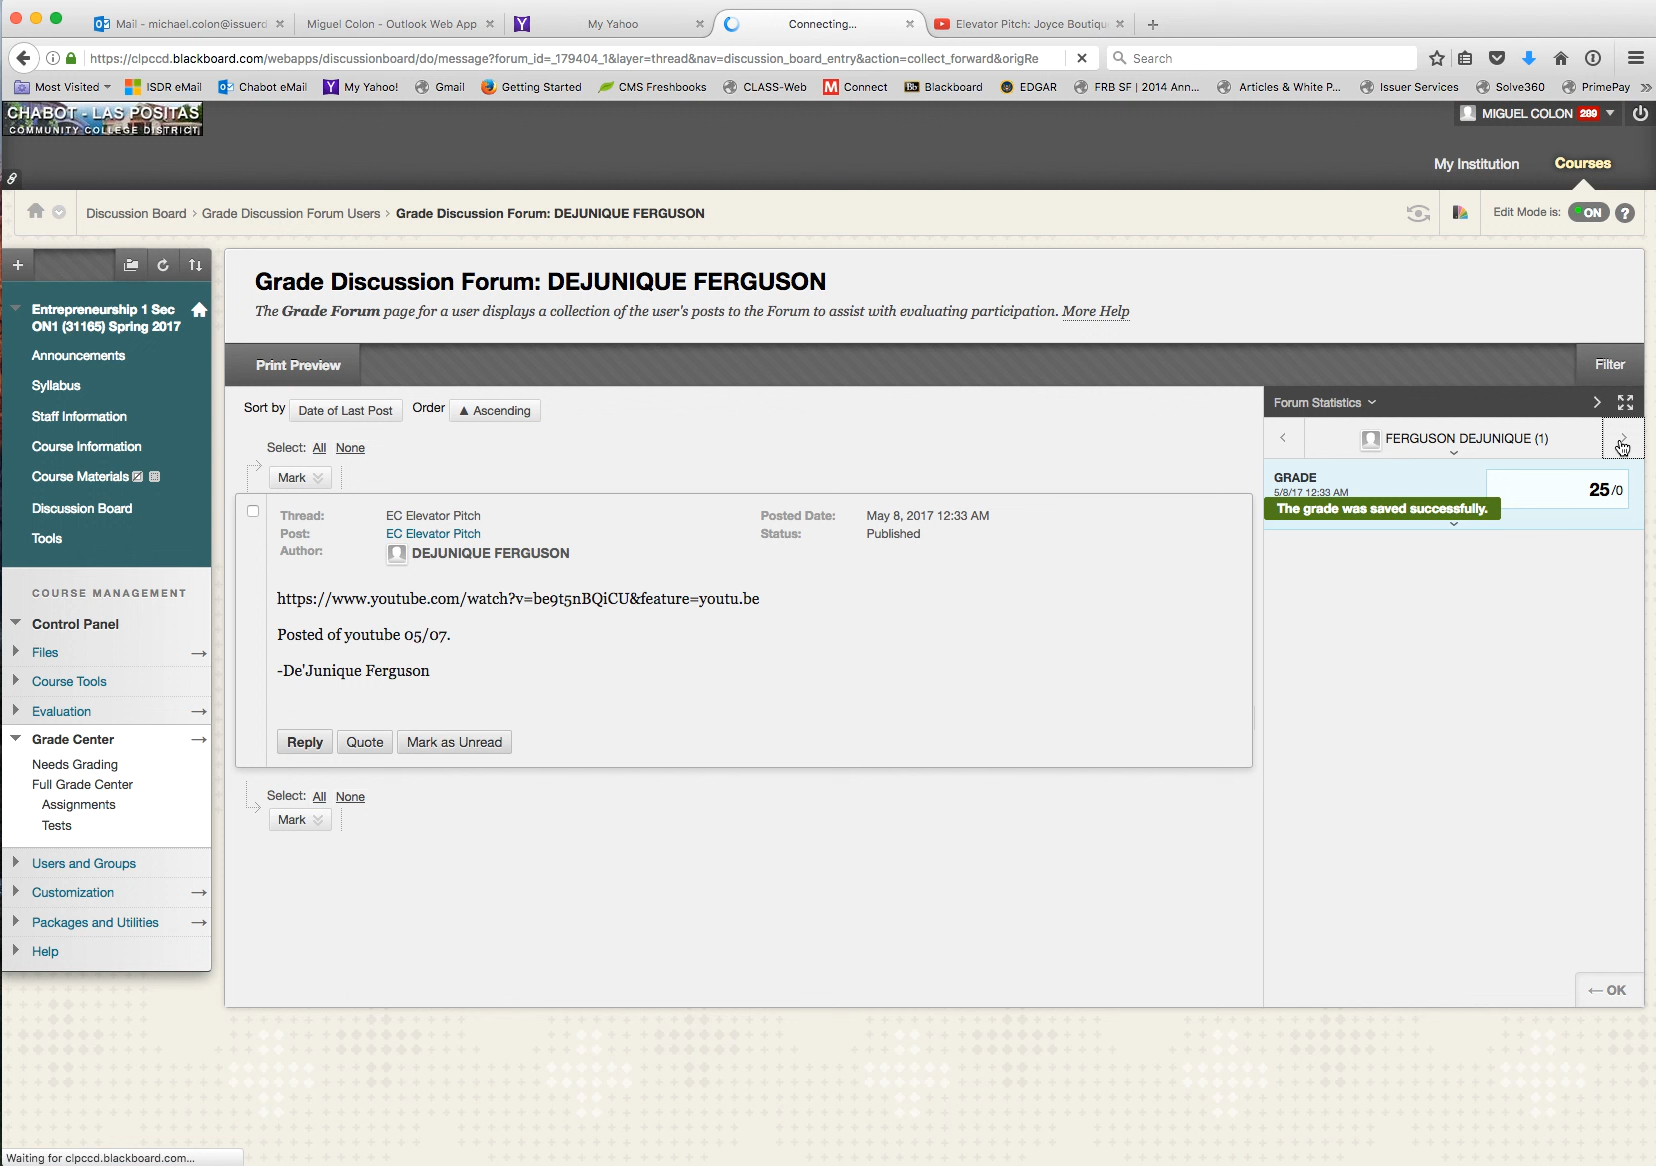 Mail - michael.colon@issuerd
Miguel Colon - Outlook Web App
My Yahoo
Connecting...
Elevator Pitch: Joyce Boutiqu
https://clpccd.blackboard.com/webapps/discussionboard/do/message?forum_id=_179404_1&layer=thread&nav=discussion_board_entry&action=collect_forward&origRe
Search
Most Visited
ISDR eMail
Chabot eMail
My Yahoo!
Gmail
Getting Started
CMS Freshbooks
CLASS-Web
Connect
Blackboard
EDGAR
FRB SF | 2014 Ann...
Articles & White P...
Issuer Services
Solve360
PrimePay
CHABOT - LAS POSITAS
COMMUNITY COLLEGE DISTRICT
MIGUEL COLON 289
My Institution
Courses
Discussion Board
Grade Discussion Forum Users
Grade Discussion Forum: DEJUNIQUE FERGUSON
Edit Mode is: ON ?
Entrepreneurship 1 Sec
ON1 (31165) Spring 2017
Announcements
Syllabus
Staff Information
Course Information
Course Materials
Discussion Board
Tools
COURSE MANAGEMENT
Control Panel
Files
Course Tools
Evaluation
Grade Center
Needs Grading
Full Grade Center
Assignments
Tests
Users and Groups
Customization
Packages and Utilities
Help
Grade Discussion Forum: DEJUNIQUE FERGUSON
The Grade Forum page for a user displays a collection of the user's posts to the Forum to assist with evaluating participation. More Help
Print Preview
Filter
Sort by Date of Last Post Order ▲ Ascending
Select: All None
Mark
Thread: EC Elevator Pitch
Post: EC Elevator Pitch
Author: DEJUNIQUE FERGUSON
Posted Date: May 8, 2017 12:33 AM
Status: Published
https://www.youtube.com/watch?v=be9t5nBQiCU&feature=youtu.be
Posted of youtube 05/07.
-De'Junique Ferguson
Reply
Quote
Mark as Unread
Select: All None
Mark
Forum Statistics
FERGUSON DEJUNIQUE (1)
GRADE
5/8/17 12:33 AM
25/0
The grade was saved successfully.
OK
Waiting for clpccd.blackboard.com...